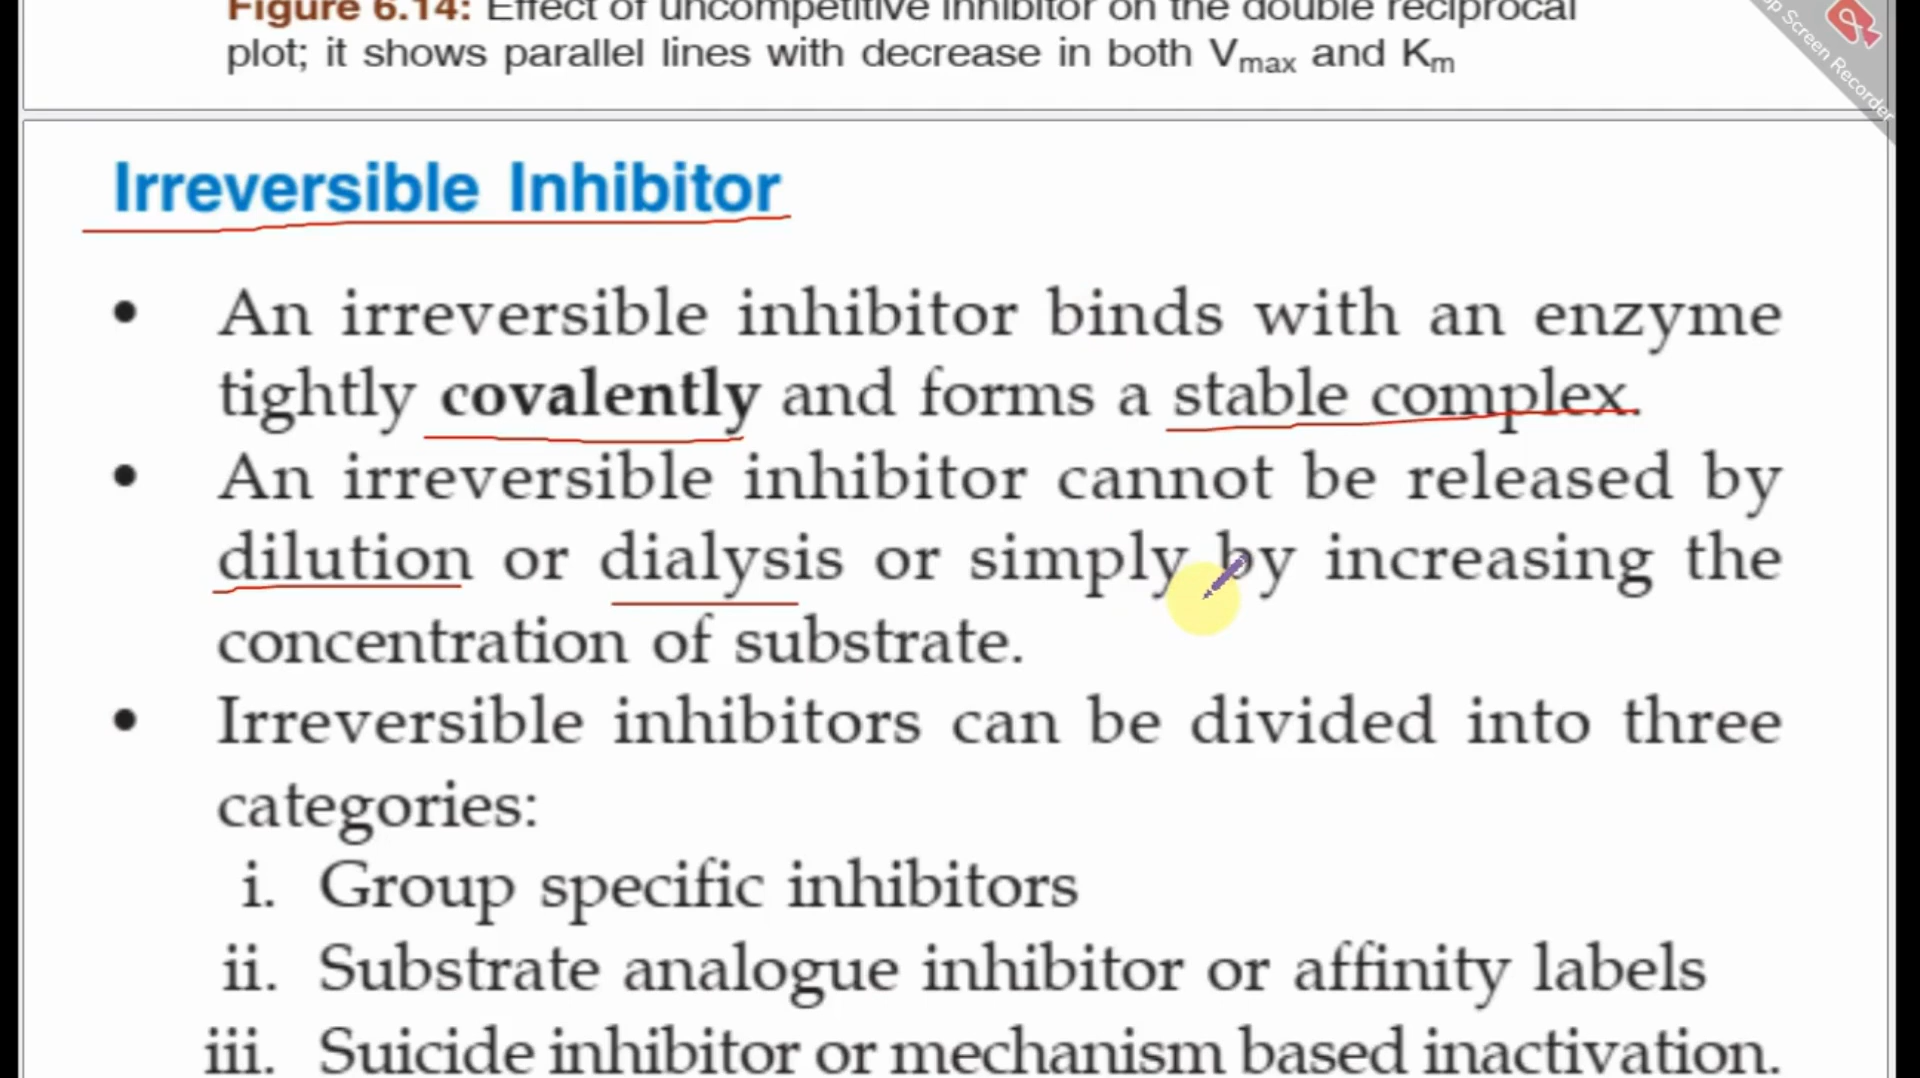 Figure 6.14: Effect of uncompetitive inhibitor on the double reciprocal
plot; it shows parallel lines with decrease in both Vmax and Km
Screen Recorder
Irreversible Inhibitor
• An irreversible inhibitor binds with an enzyme
tightly covalently and forms a stable complex.
• An irreversible inhibitor cannot be released by
dilution or dialysis or simply by increasing the
concentration of substrate.
• Irreversible inhibitors can be divided into three
categories:
i. Group specific inhibitors
ii. Substrate analogue inhibitor or affinity labels
iii. Suicide inhibitor or mechanism based inactivation.